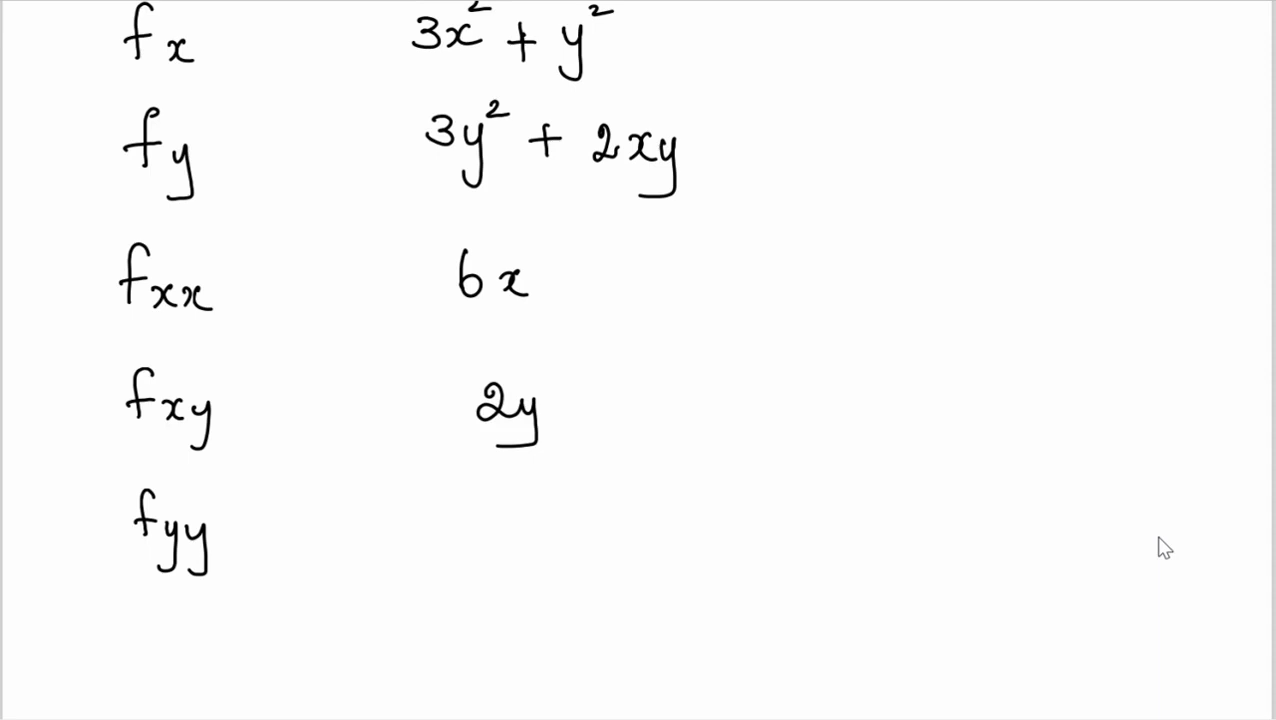 fx 3x² + y²
fy 3y² + 2xy
fxx 6x
fxy 2y
fyy